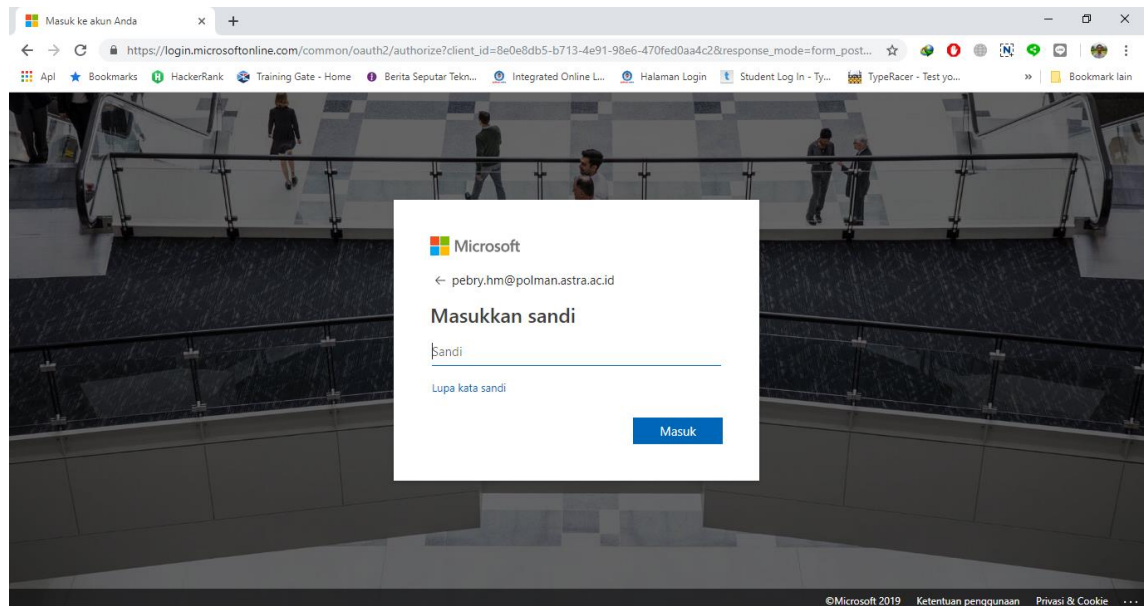 Masuk ke akun Anda
https://login.microsoftonline.com/common/oauth2/authorize?client_id=8e0e8db5-b713-4e91-98e6-470fed0aa4c2&response_mode=form_post...
Apl Bookmarks HackerRank Training Gate - Home Berita Seputar Tekn... Integrated Online L... Halaman Login Student Log In - Ty... TypeRacer - Test yo... » Bookmark lain
Microsoft
← pebry.hm@polman.astra.ac.id
Masukkan sandi
Sandi
Lupa kata sandi
Masuk
©Microsoft 2019 Ketentuan penggunaan Privasi & Cookie ...